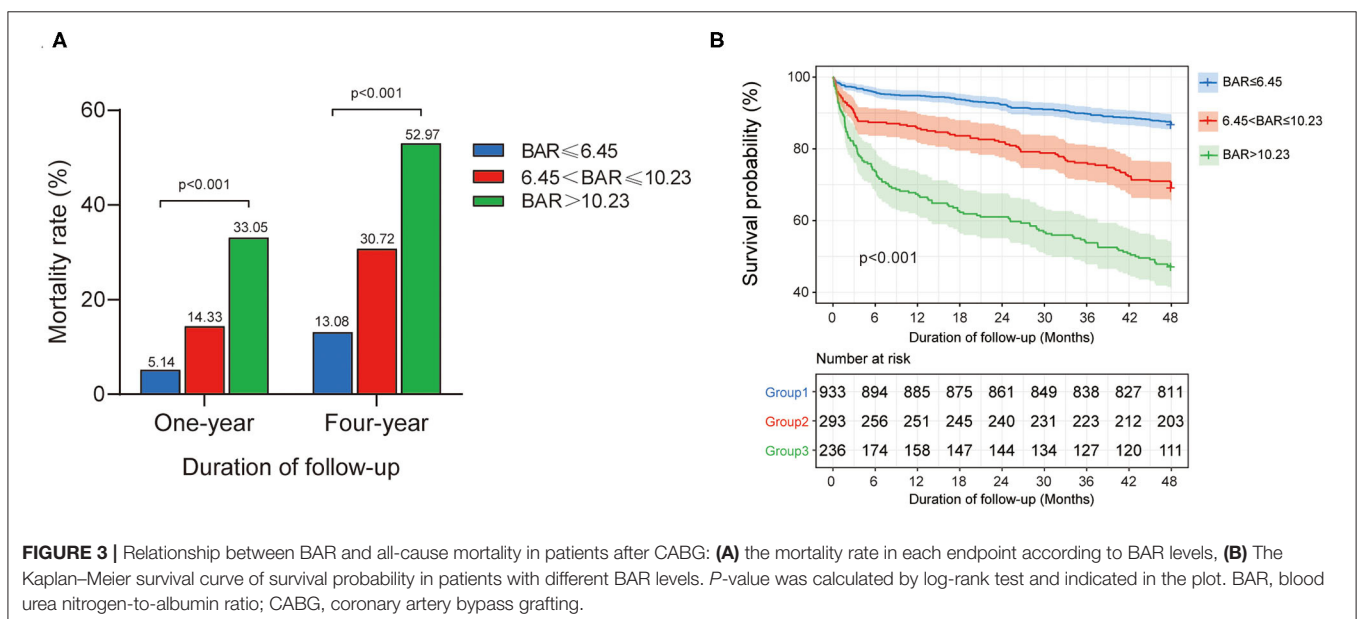 A
Mortality rate (%)
60
40
20
0
p<0.001
p<0.001
5.14
14.33
33.05
13.08
30.72
52.97
One-year
Four-year
Duration of follow-up
BAR⩽6.45
6.45<BAR⩽10.23
BAR>10.23
B
Survival probability (%)
100
80
60
40
p<0.001
0 6 12 18 24 30 36 42 48
Duration of follow-up (Months)
BAR≤6.45
6.45<BAR≤10.23
BAR>10.23
Number at risk
Group1 933 894 885 875 861 849 838 827 811
Group2 293 256 251 245 240 231 223 212 203
Group3 236 174 158 147 144 134 127 120 111
0 6 12 18 24 30 36 42 48
Duration of follow-up (Months)
FIGURE 3 | Relationship between BAR and all-cause mortality in patients after CABG: (A) the mortality rate in each endpoint according to BAR levels, (B) The
Kaplan–Meier survival curve of survival probability in patients with different BAR levels. P-value was calculated by log-rank test and indicated in the plot. BAR, blood
urea nitrogen-to-albumin ratio; CABG, coronary artery bypass grafting.